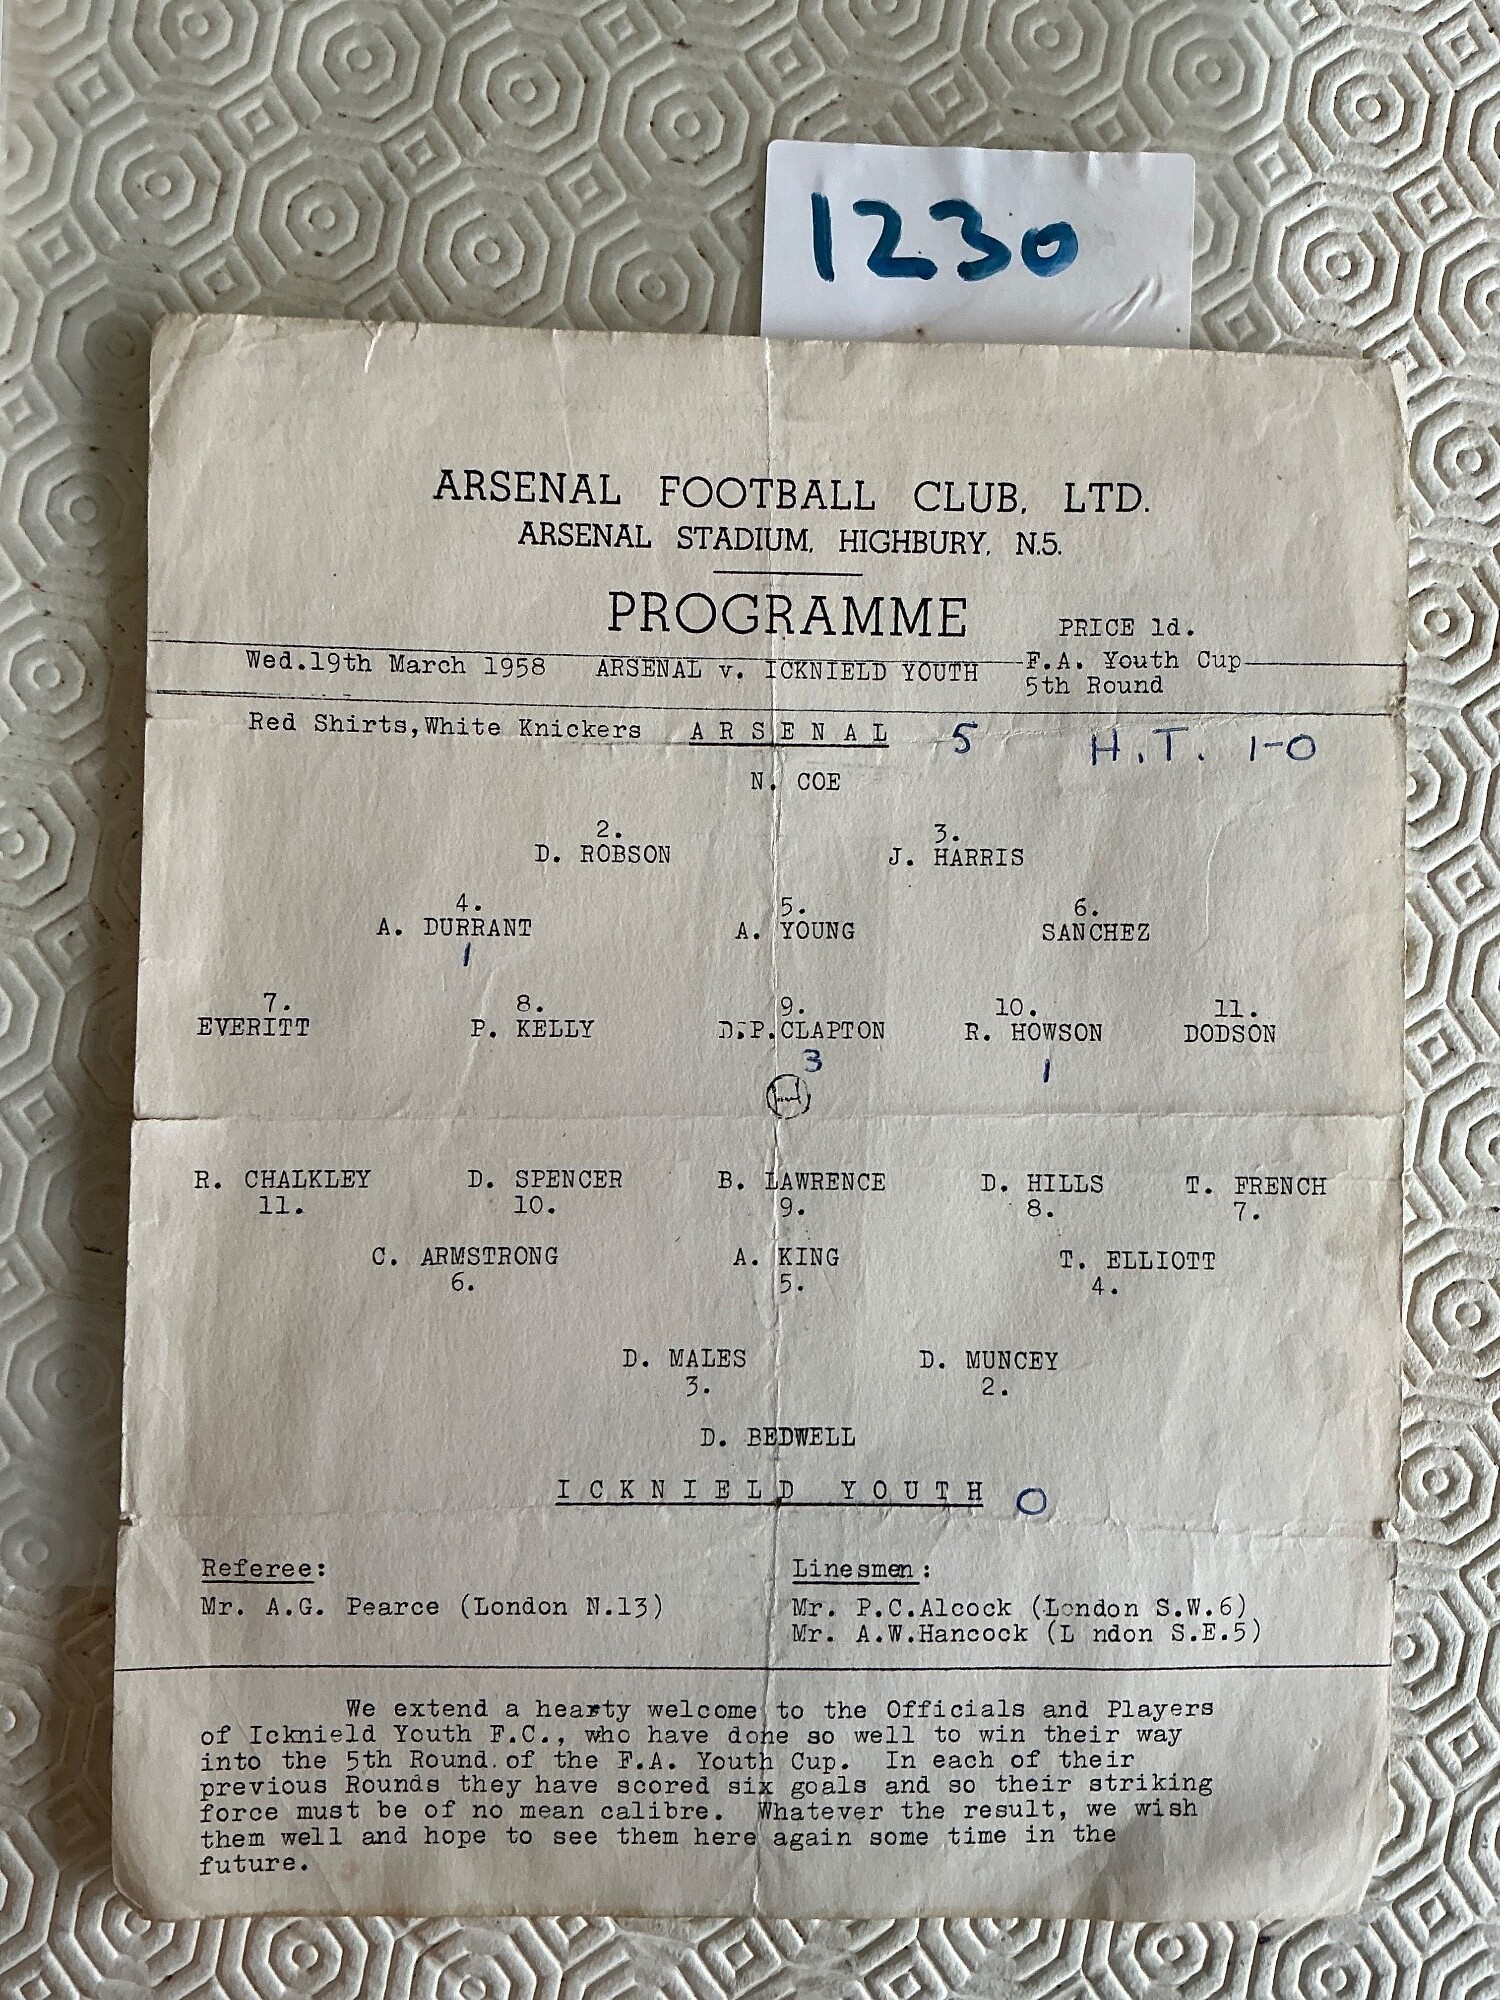 1230
ARSENAL FOOTBALL CLUB, LTD.
ARSENAL STADIUM, HIGHBURY, N.5.
PROGRAMME PRICE 1d.
Wed.19th March 1958 ARSENAL v. ICKNIELD YOUTH F.A. Youth Cup
5th Round
Red Shirts,White Knickers A R S E N A L 5 H.T. 1-0
N. COE
2. 3.
D. ROBSON J. HARRIS
4. 5. 6.
A. DURRANT A. YOUNG SANCHEZ
1
7. 8. 9. 10. 11.
EVERITT P. KELLY D.P.CLAPTON R. HOWSON DODSON
3 1
R. CHALKLEY D. SPENCER B. LAWRENCE D. HILLS T. FRENCH
11. 10. 9. 8. 7.
C. ARMSTRONG A. KING T. ELLIOTT
6. 5. 4.
D. MALES D. MUNCEY
3. 2.
D. BEDWELL
I C K N I E L D Y O U T H 0
Referee: Linesmen:
Mr. A.G. Pearce (London N.13) Mr. P.C.Alcock (London S.W.6)
Mr. A.W.Hancock (L ndon S.E.5)
We extend a hearty welcome to the Officials and Players
of Icknield Youth F.C., who have done so well to win their way
into the 5th Round.of the F.A. Youth Cup. In each of their
previous Rounds they have scored six goals and so their striking
force must be of no mean calibre. Whatever the result, we wish
them well and hope to see them here again some time in the
future.